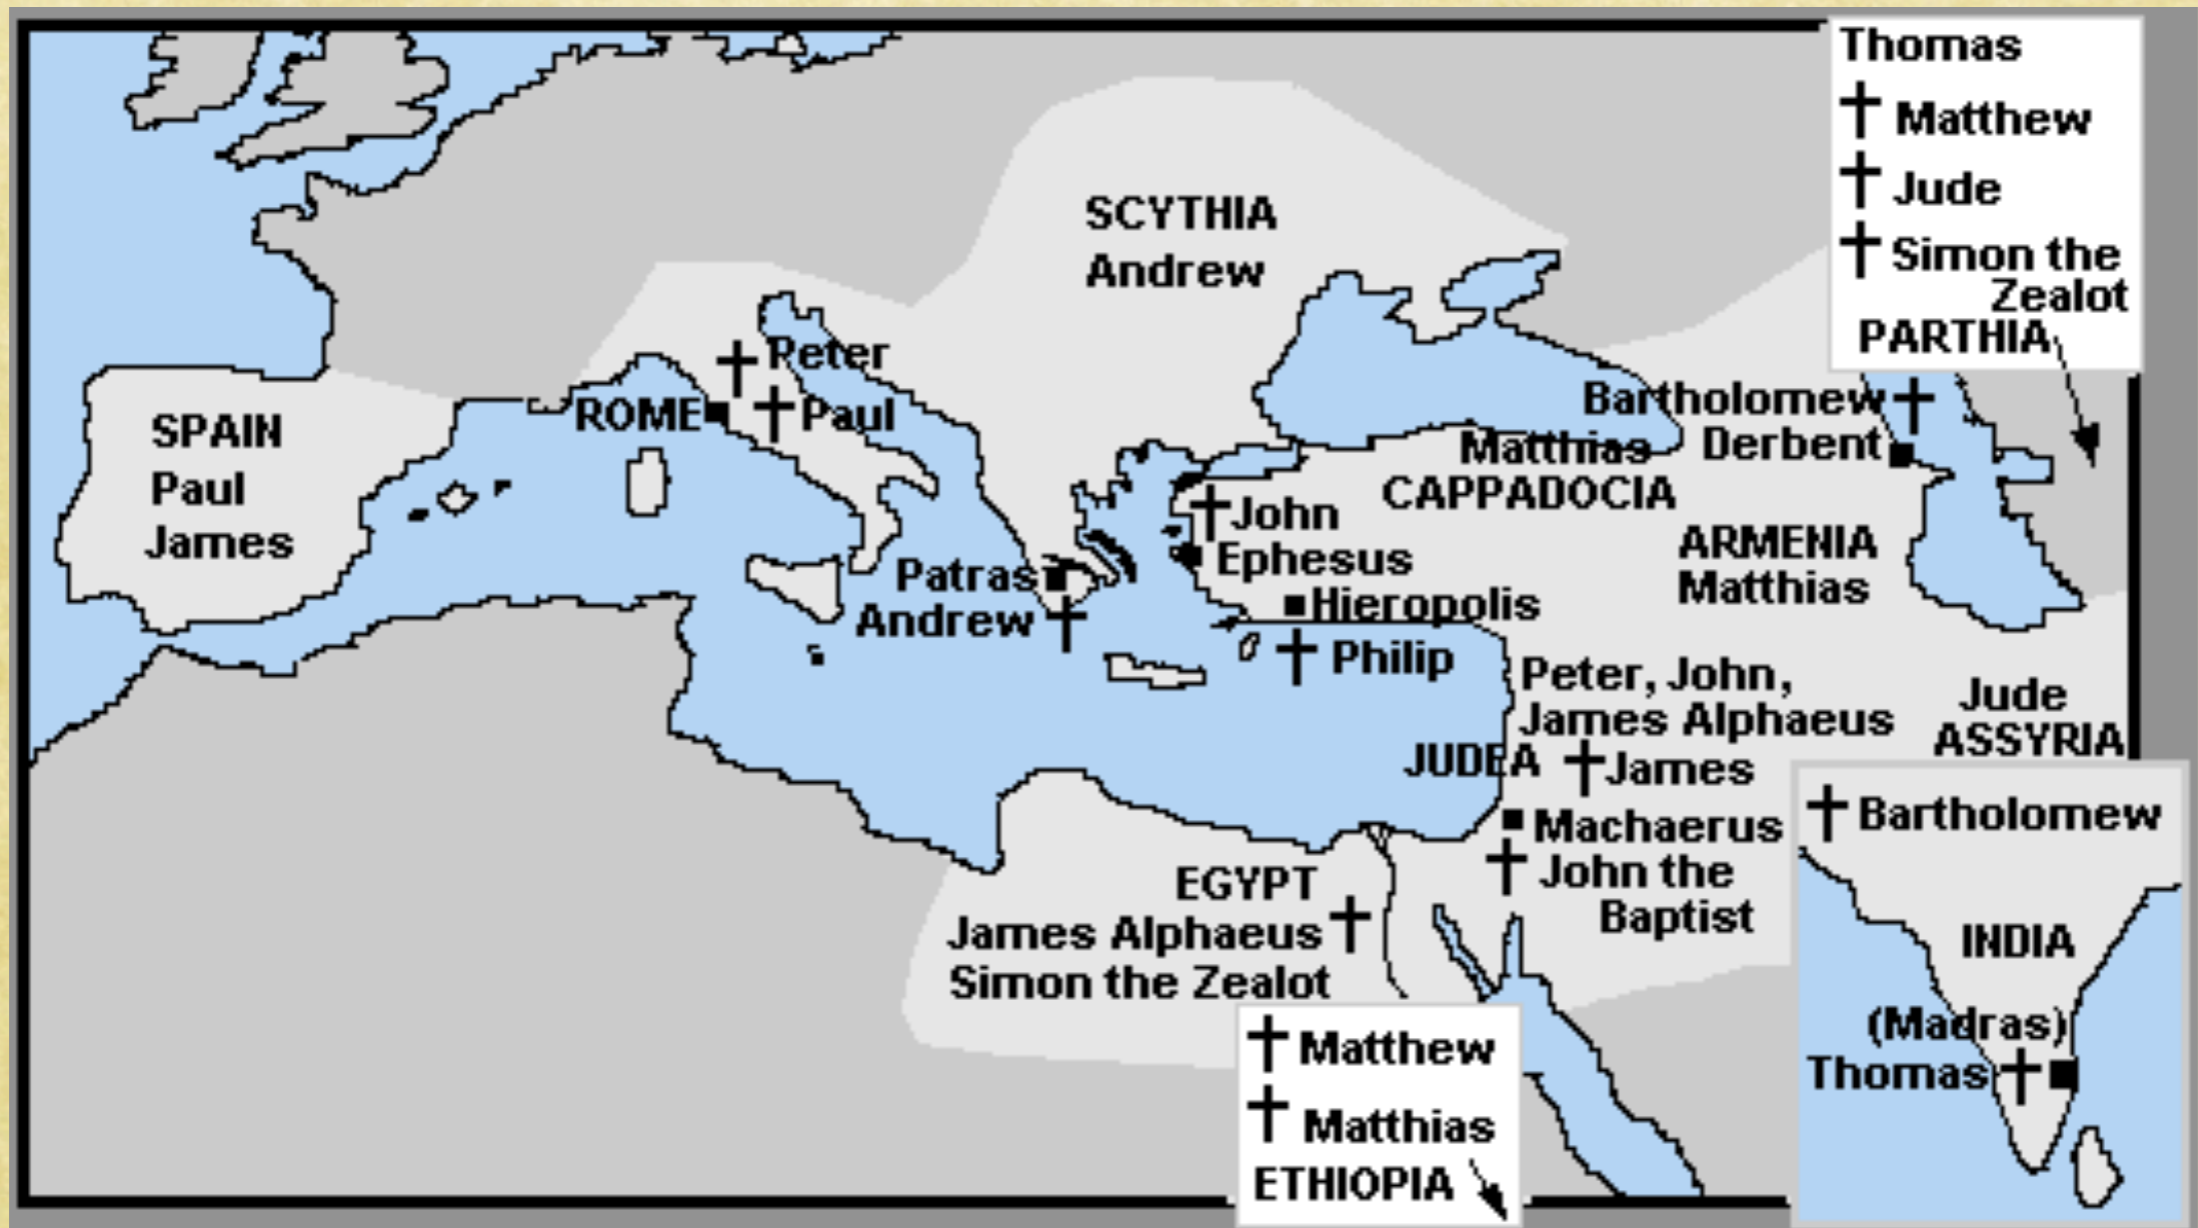 Thomas
† Matthew
† Jude
† Simon the
Zealot
PARTHIA
SCYTHIA
Andrew
† Peter
ROME † Paul
SPAIN
Paul
James
Bartholomew †
Derbent
Matthias
CAPPADOCIA
† John
Ephesus
ARMENIA
Matthias
Patras
Andrew †
Hieropolis
† Philip
Peter, John,
James Alphaeus
JUDEA † James
Jude
ASSYRIA
Machaerus
† John the
Baptist
EGYPT
James Alphaeus †
Simon the Zealot
† Matthew
† Matthias
ETHIOPIA
† Bartholomew
INDIA
(Madras)
Thomas †